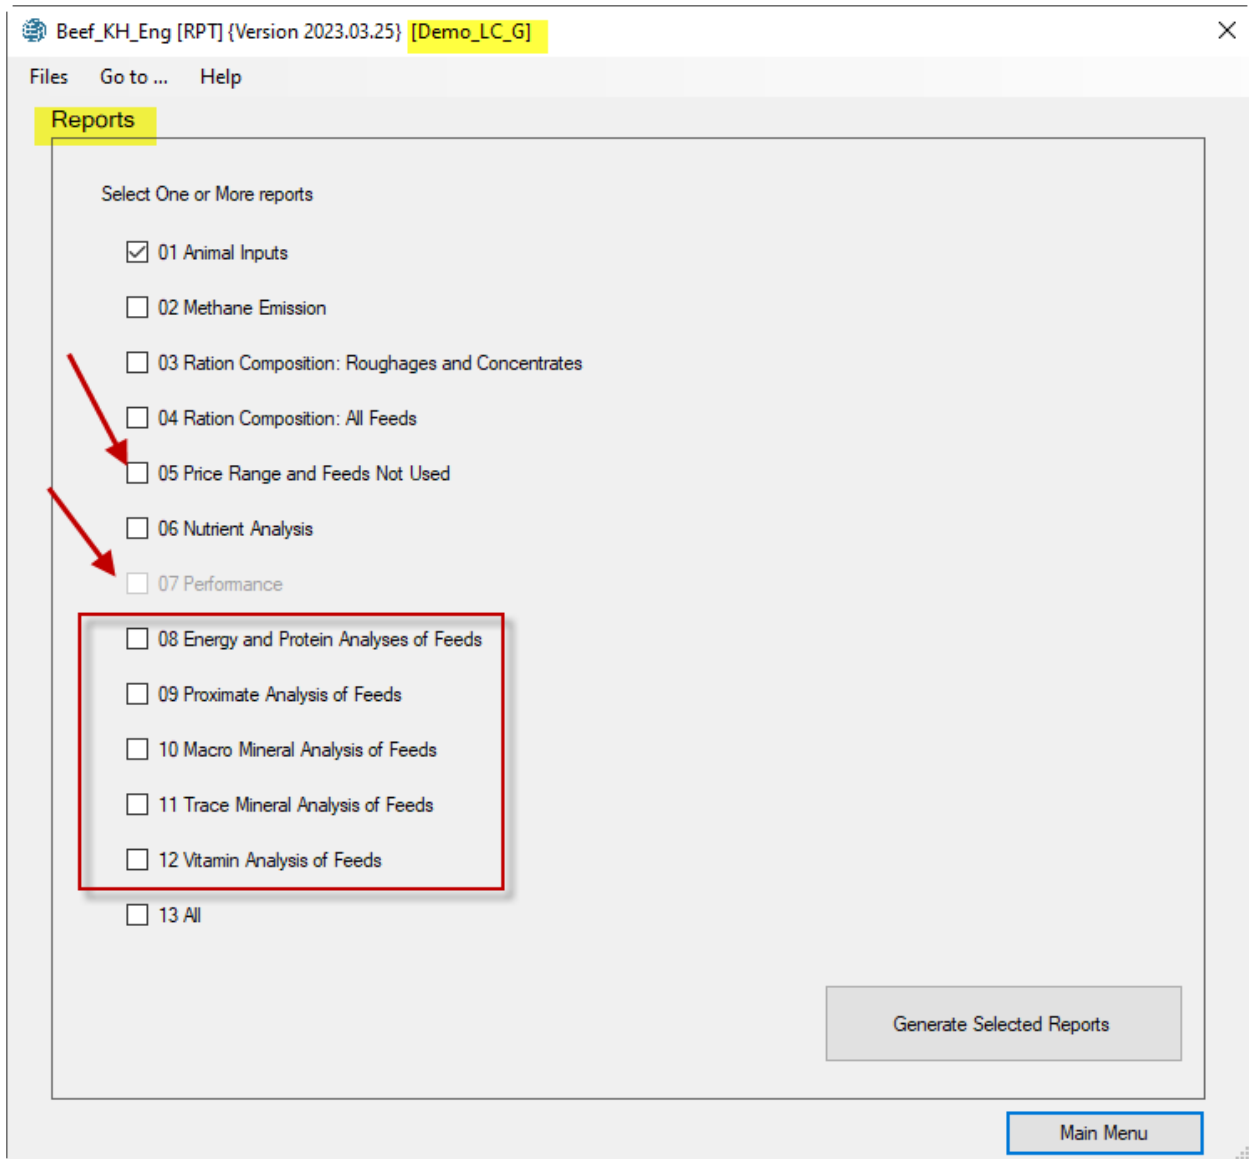 Beef_KH_Eng [RPT] {Version 2023.03.25} [Demo_LC_G]
Files Go to ... Help
Reports
Select One or More reports
01 Animal Inputs
02 Methane Emission
03 Ration Composition: Roughages and Concentrates
04 Ration Composition: All Feeds
05 Price Range and Feeds Not Used
06 Nutrient Analysis
07 Performance
08 Energy and Protein Analyses of Feeds
09 Proximate Analysis of Feeds
10 Macro Mineral Analysis of Feeds
11 Trace Mineral Analysis of Feeds
12 Vitamin Analysis of Feeds
13 All
Generate Selected Reports
Main Menu